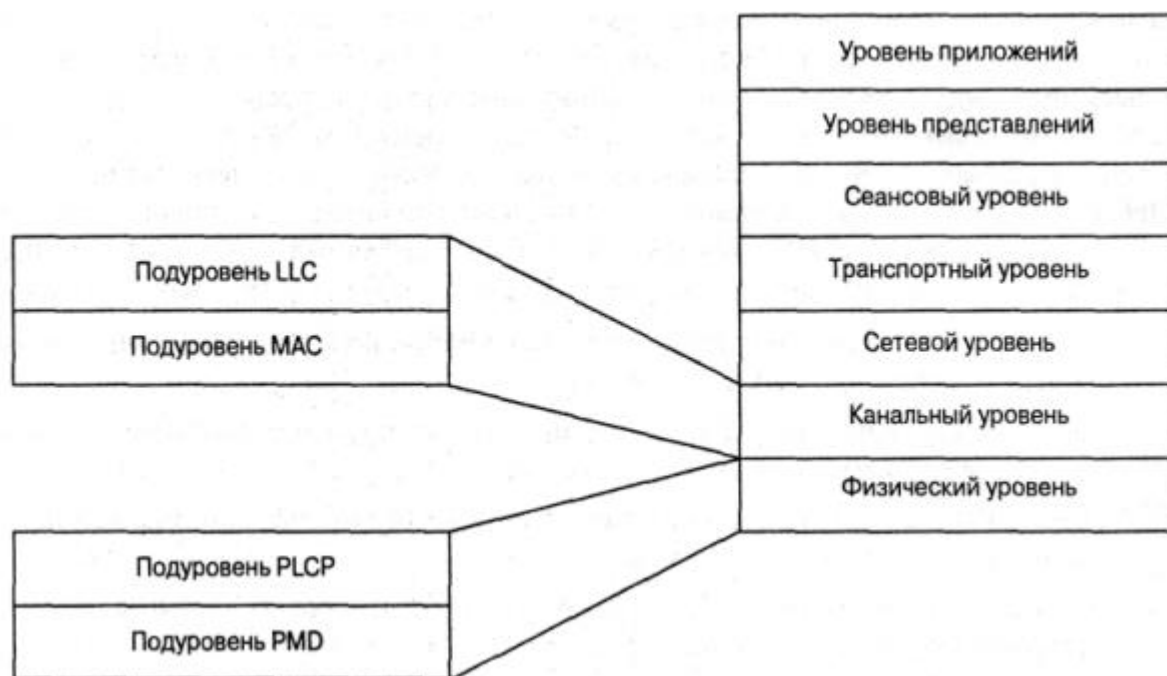 Уровень приложений
Уровень представлений
Сеансовый уровень
Транспортный уровень
Сетевой уровень
Канальный уровень
Физический уровень
Подуровень LLC
Подуровень MAC
Подуровень PLCP
Подуровень PMD